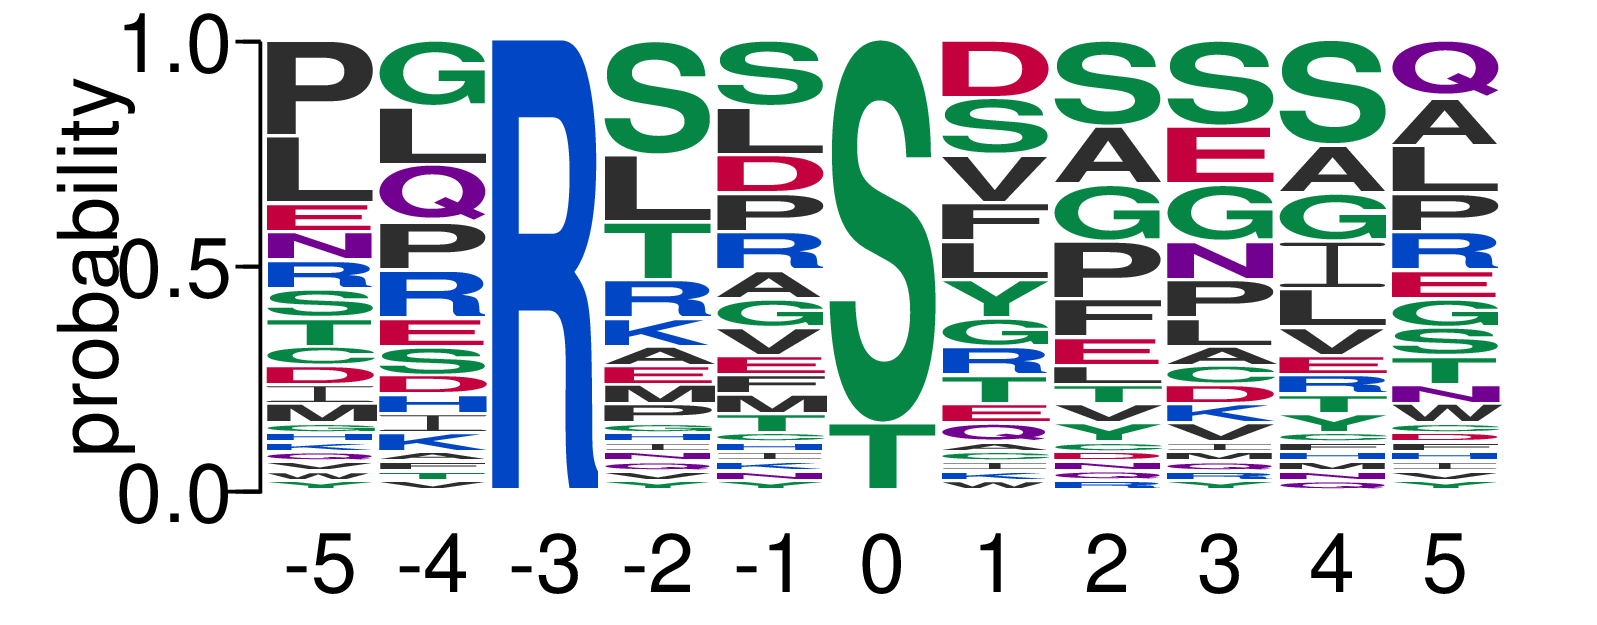 probability
1.0
0.5
0.0
P L E N R S T C D I M G H K Q V W Y
G L Q P R E S D H I K A F T V
R
S L T R K A E M P G H I N Q V Y
S L D P R A G V E F M T C H I K N Y
S T
D S V F L Y G R T E Q C I K W
S A G P F E L T V Y C D N Q R
S E G N P L A C D K V I M Q R
S A G I L V E R T Y C H M N Q
Q A L P R E G S T N W C D H I V Y
-5 -4 -3 -2 -1 0 1 2 3 4 5